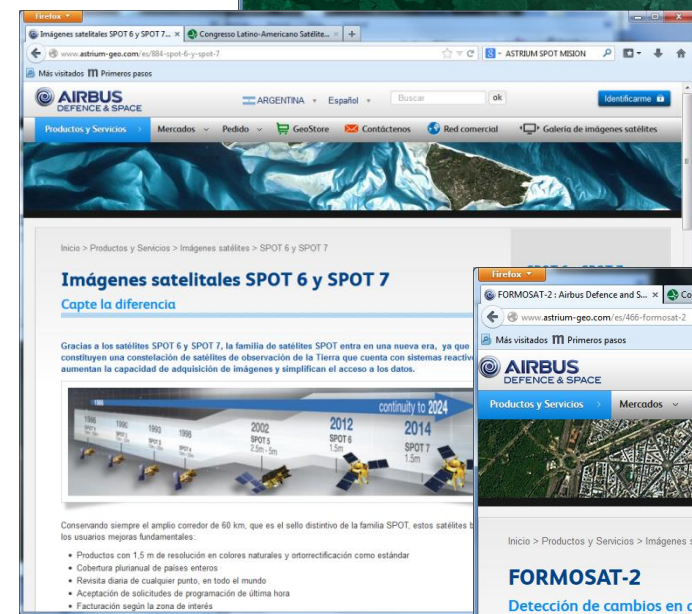 Firefox
Imágenes satelitales SPOT 6 y SPOT 7...
Congreso Latino-Americano Satélite...
www.astrium-geo.com/es/884-spot-6-y-spot-7
ASTRIUM SPOT MISION
Más visitados
Primeros pasos
AIRBUS
DEFENCE & SPACE
ARGENTINA
Español
Buscar
ok
Identificarme
Productos y Servicios
Mercados
Pedido
GeoStore
Contáctenos
Red comercial
Galería de imágenes satélites
Inicio > Productos y Servicios > Imágenes satélites > SPOT 6 y SPOT 7
Imágenes satelitales SPOT 6 y SPOT 7
Capte la diferencia
Gracias a los satélites SPOT 6 y SPOT 7, la familia de satélites SPOT entra en una nueva era, ya que
constituyen una constelación de satélites de observación de la Tierra que cuenta con sistemas reactiv
aumentan la capacidad de adquisición de imágenes y simplifican el acceso a los datos.
continuity to 2024
1986
1990
1993
1998
2002
SPOT 5
2.5m - 5m
2012
SPOT 6
1.5m
2014
SPOT 7
1.5m
Conservando siempre el amplio corredor de 60 km, que es el sello distintivo de la familia SPOT, estos satélites
los usuarios mejoras fundamentales:
• Productos con 1,5 m de resolución en colores naturales y ortorrectificación como estándar
• Cobertura plurianual de países enteros
• Revisita diaria de cualquier punto, en todo el mundo
• Aceptación de solicitudes de programación de última hora
• Facturación según la zona de interés
Firefox
FORMOSAT-2 : Airbus Defence and S...
Co
www.astrium-geo.com/es/466-formosat-2
Más visitados
Primeros pasos
AIRBUS
DEFENCE & SPACE
Productos y Servicios
Mercados
Inicio > Productos y Servicios > Imágenes s
FORMOSAT-2
Detección de cambios en